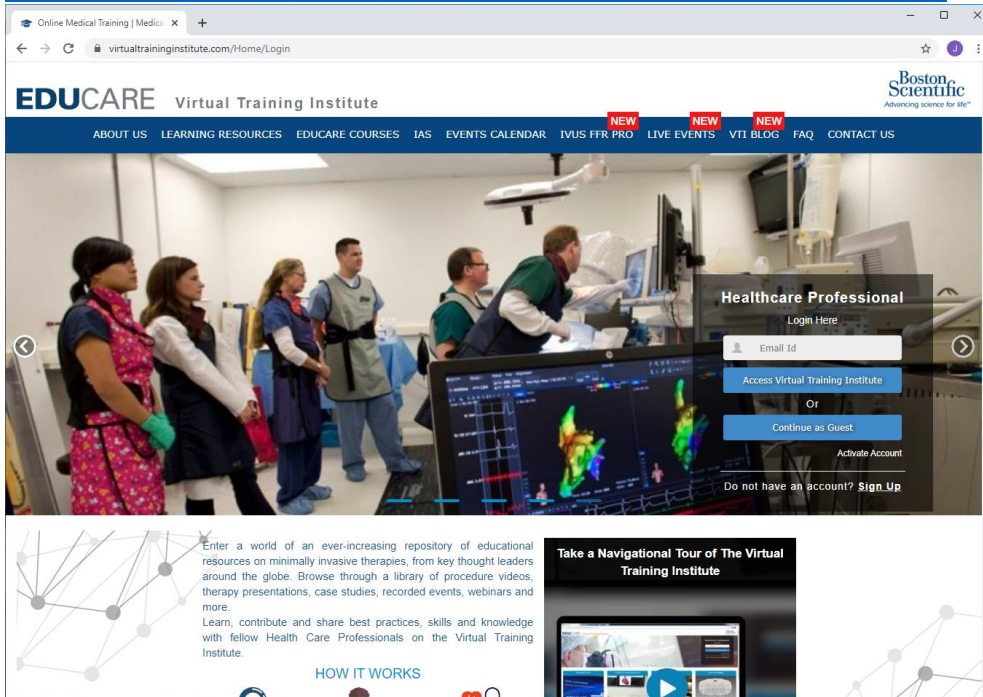 Online Medical Training | Medica
virtualtraininginstitute.com/Home/Login
J
EDUCARE Virtual Training Institute
Boston
Scientific
Advancing science for life™
NEW NEW NEW
ABOUT US LEARNING RESOURCES EDUCARE COURSES IAS EVENTS CALENDAR IVUS FFR PRO LIVE EVENTS VTI BLOG FAQ CONTACT US
Healthcare Professional
Login Here
Email Id
Access Virtual Training Institute
Or
Continue as Guest
Activate Account
Do not have an account? Sign Up
Enter a world of an ever-increasing repository of educational
resources on minimally invasive therapies, from key thought leaders
around the globe. Browse through a library of procedure videos,
therapy presentations, case studies, recorded events, webinars and
more.
Learn, contribute and share best practices, skills and knowledge
with fellow Health Care Professionals on the Virtual Training
Institute.
HOW IT WORKS
Take a Navigational Tour of The Virtual
Training Institute